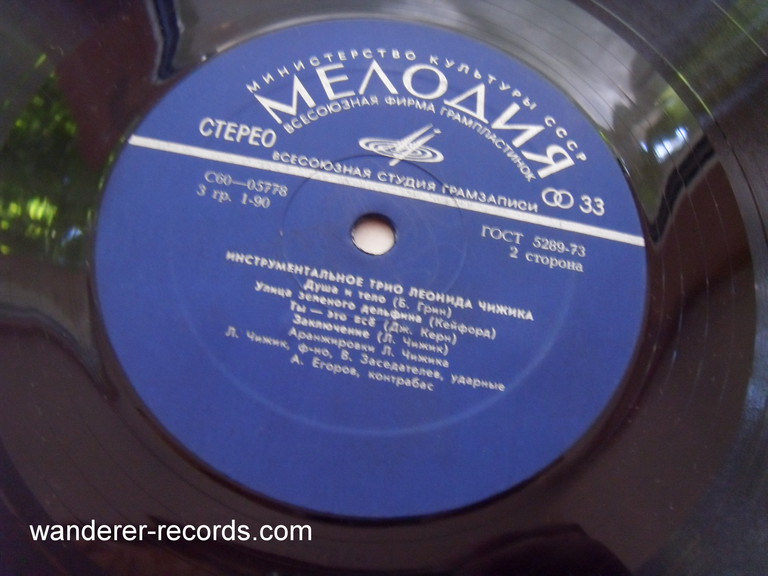 МИНИСТЕРСТВО КУЛЬТУРЫ СССР
МЕЛОДИЯ
ВСЕСОЮЗНАЯ ФИРМА ГРАМПЛАСТИНОК
СТЕРЕО
ВСЕСОЮЗНАЯ СТУДИЯ ГРАМЗАПИСИ
33
С60—05778
3 гр. 1-90
ГОСТ 5289-73
2 сторона
ИНСТРУМЕНТАЛЬНОЕ ТРИО ЛЕОНИДА ЧИЖИКА
Душа и тело (Б. Грин)
Улица зеленого дельфина (Кейфорд)
Ты — это всё (Дж. Керн)
Заключение (Л. Чижик)
Аранжировки Л. Чижика
Л. Чижик, ф-но, В. Заседателев, ударные
А. Егоров, контрабас
wanderer-records.com